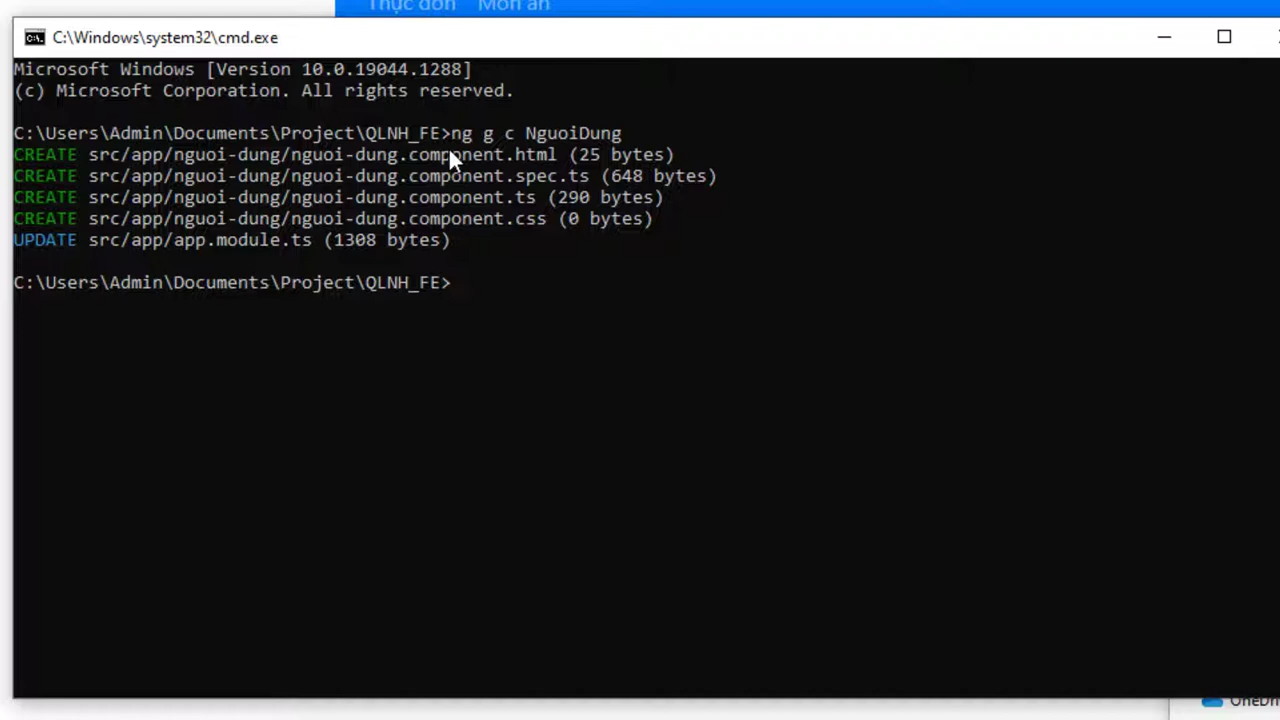 Thực đơn Món ăn
C:\Windows\system32\cmd.exe
Microsoft Windows [Version 10.0.19044.1288]
(c) Microsoft Corporation. All rights reserved.
C:\Users\Admin\Documents\Project\QLNH_FE>ng g c NguoiDung
CREATE src/app/nguoi-dung/nguoi-dung.component.html (25 bytes)
CREATE src/app/nguoi-dung/nguoi-dung.component.spec.ts (648 bytes)
CREATE src/app/nguoi-dung/nguoi-dung.component.ts (290 bytes)
CREATE src/app/nguoi-dung/nguoi-dung.component.css (0 bytes)
UPDATE src/app/app.module.ts (1308 bytes)
C:\Users\Admin\Documents\Project\QLNH_FE>